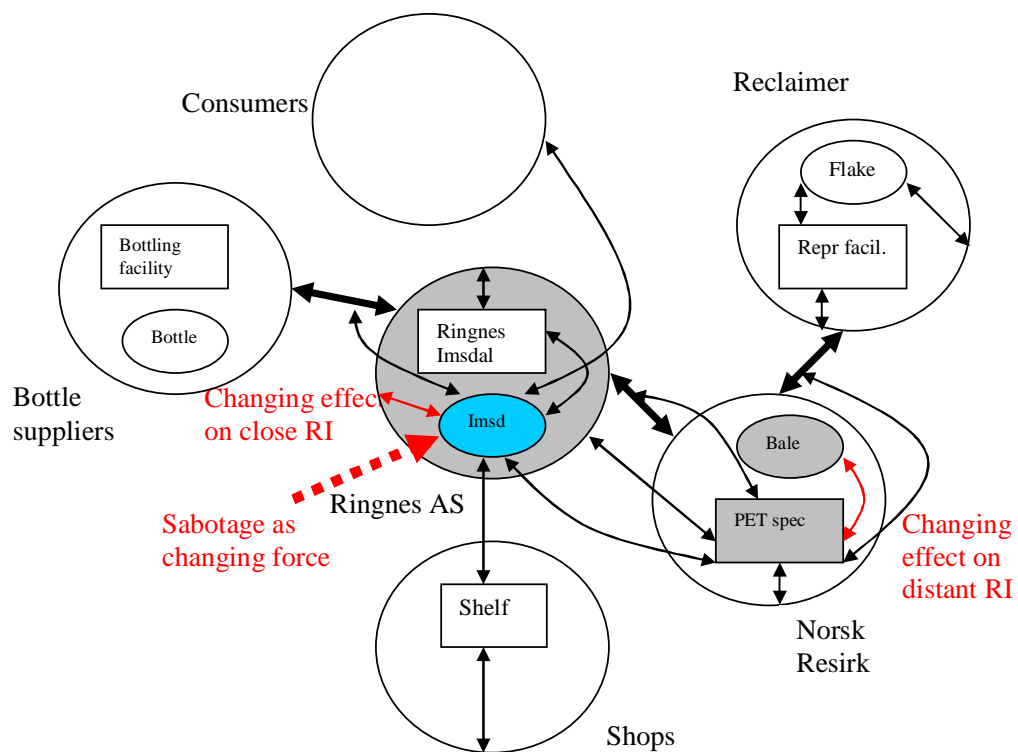 Consumers
Reclaimer
Flake
Repr facil.
Bottling
facility
Bottle
Bottle
suppliers
Ringnes
Imsdal
Imsd
Changing effec
on close RI
Sabotage as
changing force
Ringnes AS
Bale
PET spec
Changing
effect on
distant RI
Norsk
Resirk
Shelf
Shops